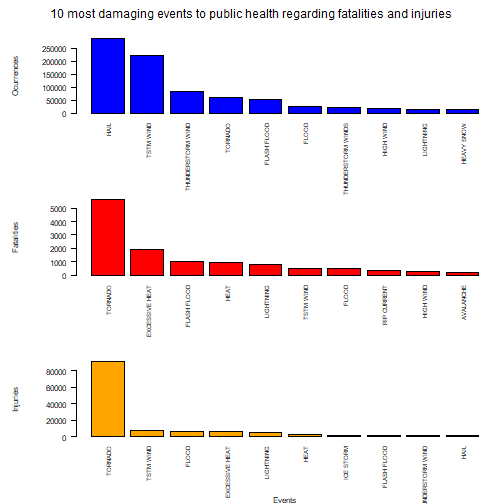 10 most damaging events to public health regarding fatalities and injuries
Ocurrences
250000
200000
150000
100000
50000
0
HAIL
TSTM WIND
THUNDERSTORM WIND
TORNADO
FLASH FLOOD
FLOOD
THUNDERSTORM WINDS
HIGH WIND
LIGHTNING
HEAVY SNOW
Fatalities
5000
4000
3000
2000
1000
0
TORNADO
EXCESSIVE HEAT
FLASH FLOOD
HEAT
LIGHTNING
TSTM WIND
FLOOD
RIP CURRENT
HIGH WIND
AVALANCHE
Injuries
80000
60000
40000
20000
0
TORNADO
TSTM WIND
FLOOD
EXCESSIVE HEAT
LIGHTNING
HEAT
ICE STORM
FLASH FLOOD
UNDERSTORM WIND
HAIL
Events